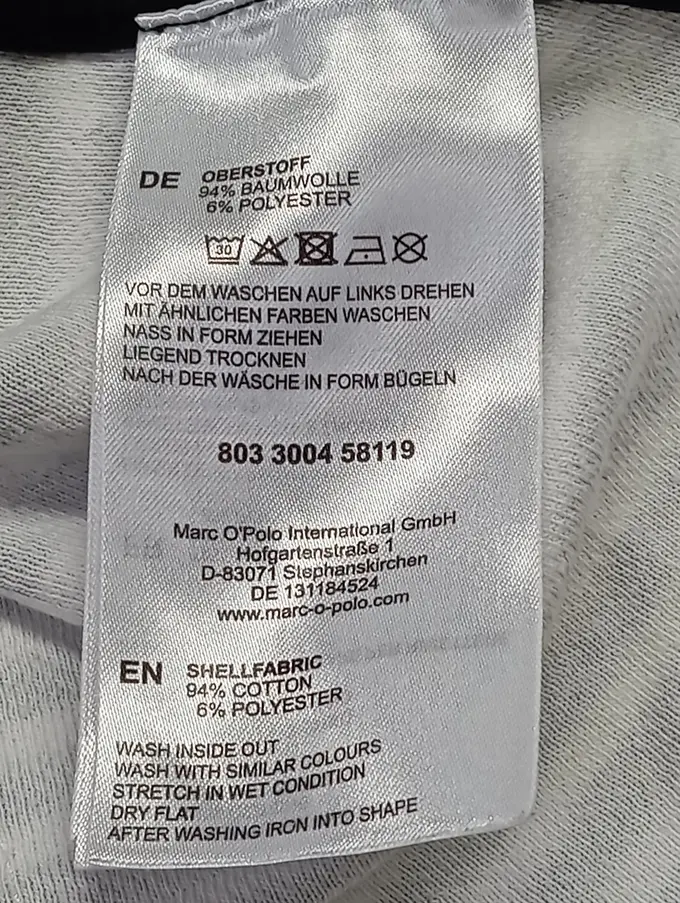 DE OBERSTOFF
94% BAUMWOLLE
6% POLYESTER
30
VOR DEM WASCHEN AUF LINKS DREHEN
MIT ÄHNLICHEN FARBEN WASCHEN
NASS IN FORM ZIEHEN
LIEGEND TROCKNEN
NACH DER WÄSCHE IN FORM BÜGELN
803 3004 58119
Marc O'Polo International GmbH
Hofgartenstraße 1
D-83071 Stephanskirchen
DE 131184524
www.marc-o-polo.com
EN SHELLFABRIC
94% COTTON
6% POLYESTER
WASH INSIDE OUT
WASH WITH SIMILAR COLOURS
STRETCH IN WET CONDITION
DRY FLAT
AFTER WASHING IRON INTO SHAPE